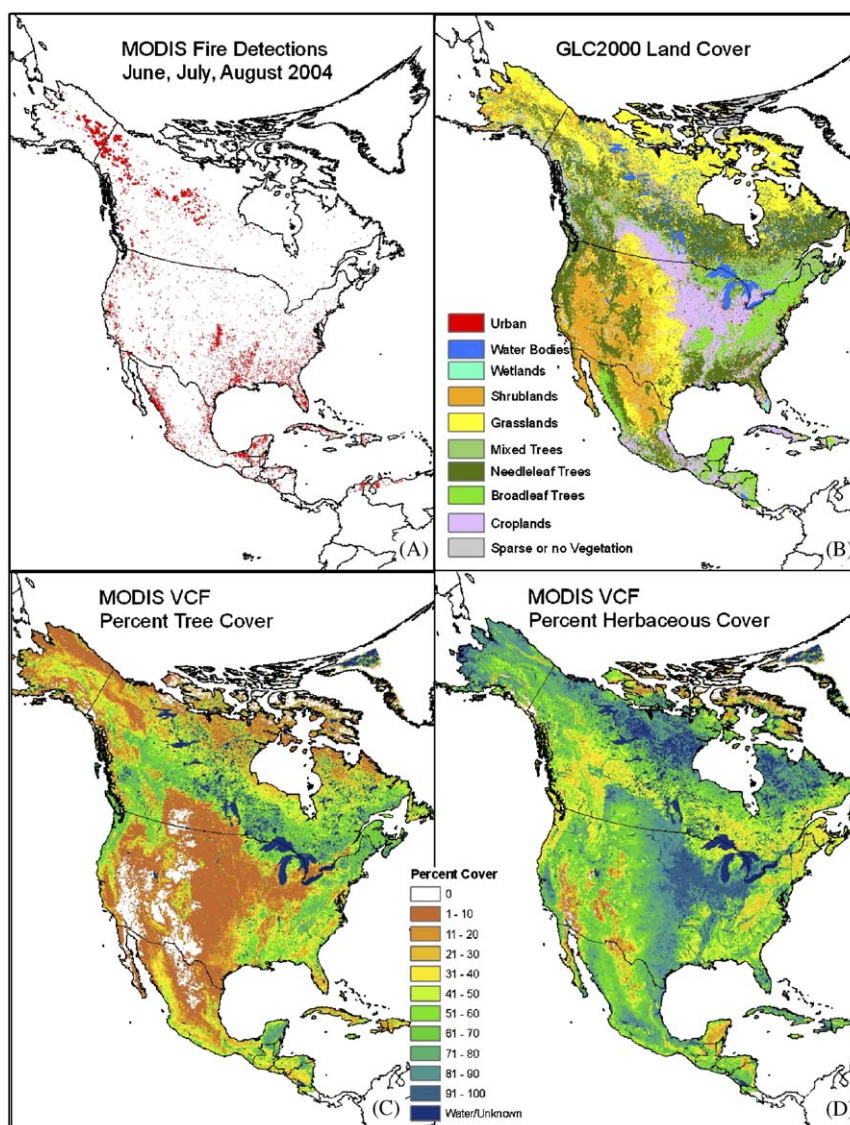 MODIS Fire Detections
June, July, August 2004
(A)
GLC2000 Land Cover
Urban
Water Bodies
Wetlands
Shrublands
Grasslands
Mixed Trees
Needleleaf Trees
Broadleaf Trees
Croplands
Sparse or no Vegetation
(B)
MODIS VCF
Percent Tree Cover
Percent Cover
0
1 - 10
11 - 20
21 - 30
31 - 40
41 - 50
51 - 60
61 - 70
71 - 80
81 - 90
91 - 100
Water/Unknown
(C)
MODIS VCF
Percent Herbaceous Cover
(D)